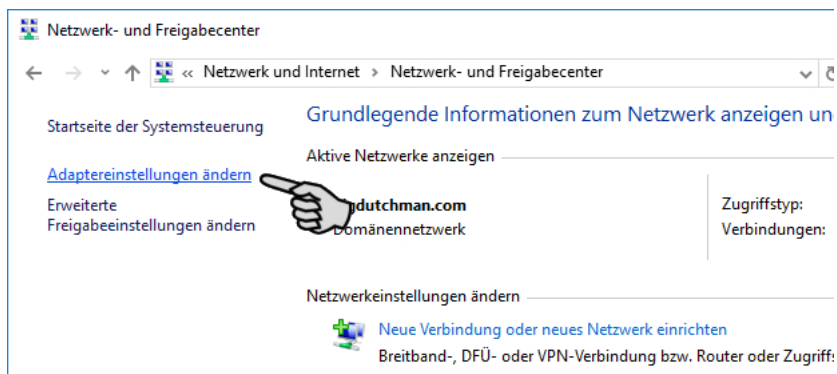 Netzwerk- und Freigabecenter
« Netzwerk und Internet > Netzwerk- und Freigabecenter
Startseite der Systemsteuerung
Adaptereinstellungen ändern
Erweiterte
Freigabeeinstellungen ändern
Grundlegende Informationen zum Netzwerk anzeigen un
Aktive Netzwerke anzeigen
gdutchman.com
Domänennetzwerk
Zugriffstyp:
Verbindungen:
Netzwerkeinstellungen ändern
Neue Verbindung oder neues Netzwerk einrichten
Breitband-, DFÜ- oder VPN-Verbindung bzw. Router oder Zugriffs